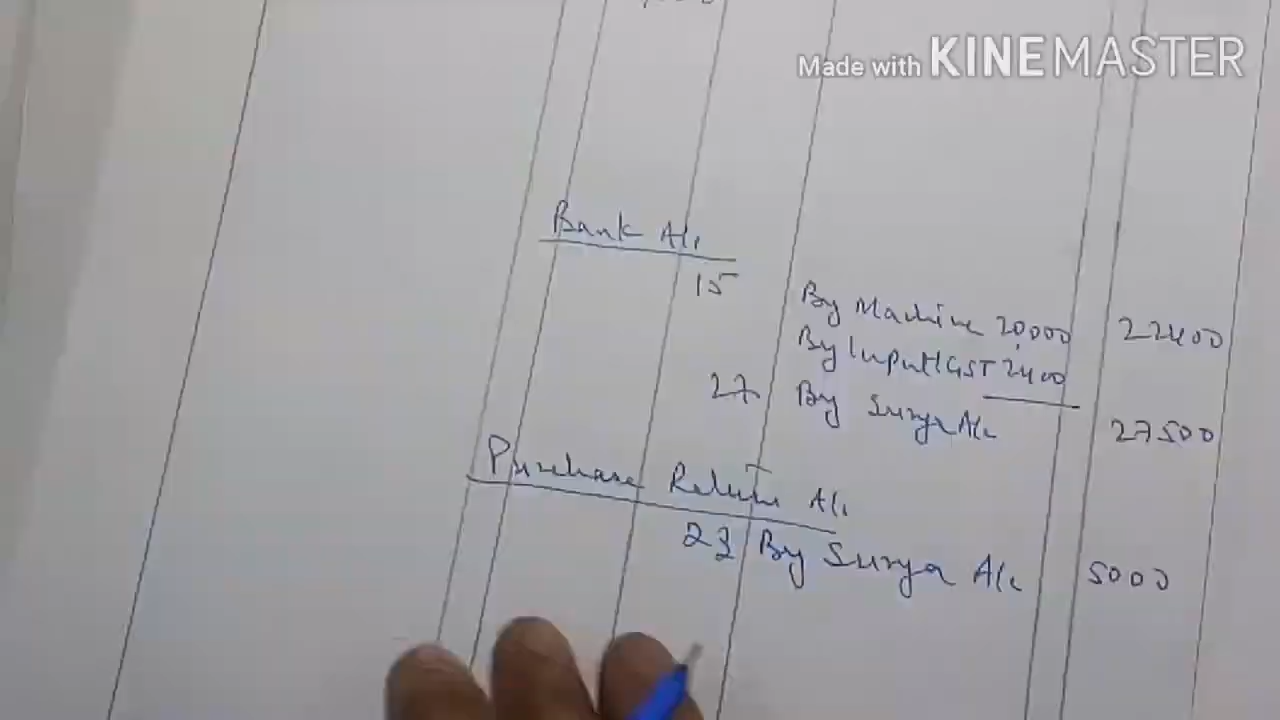 Made with KINEMASTER
Bank A/c
15 By Machine 20,000 22400
By Input IGST 2400
27 By Surya A/c 27500
Purchase Return A/c
23 By Surya A/c 5000